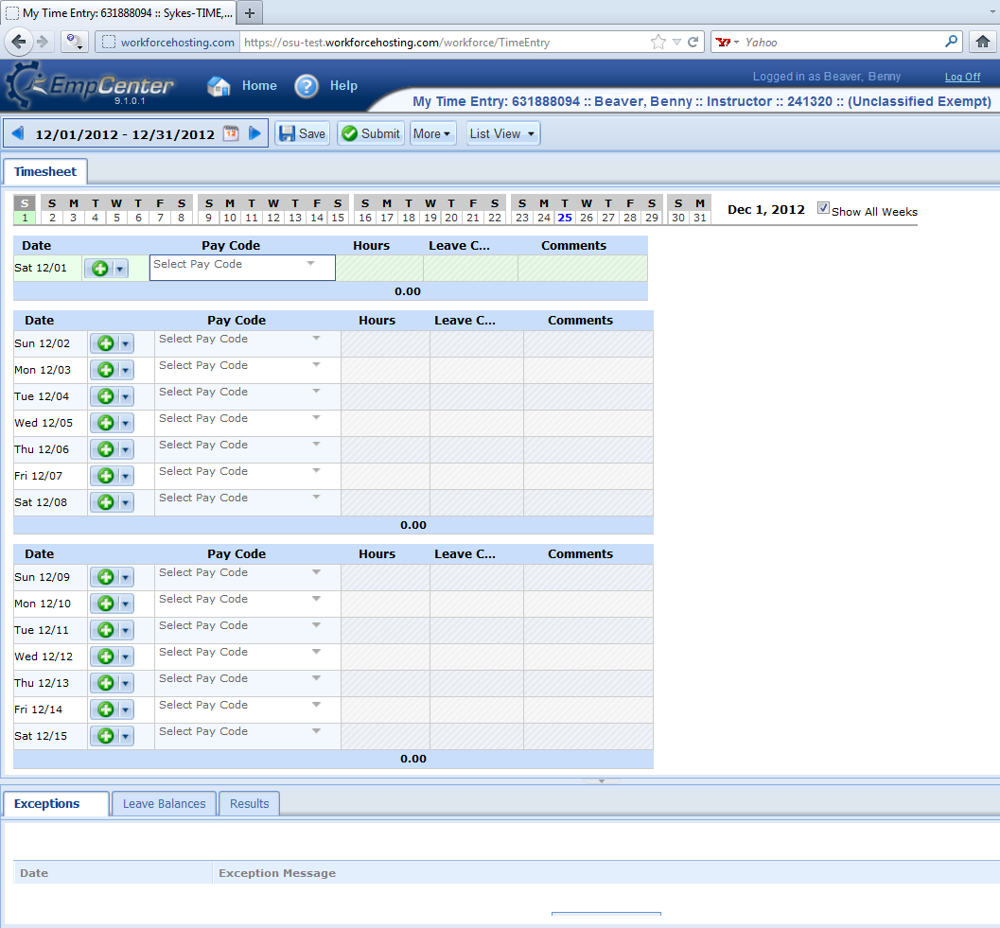 My Time Entry: 631888094 :: Sykes-TIME,...
workforcehosting.com https://osu-test.workforcehosting.com/workforce/TimeEntry Yahoo
EmpCenter 9.1.0.1 Home Help Logged in as Beaver, Benny Log Off
My Time Entry: 631888094 :: Beaver, Benny :: Instructor :: 241320 :: (Unclassified Exempt)
12/01/2012 - 12/31/2012 12 Save Submit More List View
Timesheet
S S M T W T F S S M T W T F S S M T W T F S S M T W T F S S M
1 2 3 4 5 6 7 8 9 10 11 12 13 14 15 16 17 18 19 20 21 22 23 24 25 26 27 28 29 30 31 Dec 1, 2012 Show All Weeks
Date Pay Code Hours Leave C... Comments
Sat 12/01 Select Pay Code
0.00
Date Pay Code Hours Leave C... Comments
Sun 12/02 Select Pay Code
Mon 12/03 Select Pay Code
Tue 12/04 Select Pay Code
Wed 12/05 Select Pay Code
Thu 12/06 Select Pay Code
Fri 12/07 Select Pay Code
Sat 12/08 Select Pay Code
0.00
Date Pay Code Hours Leave C... Comments
Sun 12/09 Select Pay Code
Mon 12/10 Select Pay Code
Tue 12/11 Select Pay Code
Wed 12/12 Select Pay Code
Thu 12/13 Select Pay Code
Fri 12/14 Select Pay Code
Sat 12/15 Select Pay Code
0.00
Exceptions Leave Balances Results
Date Exception Message